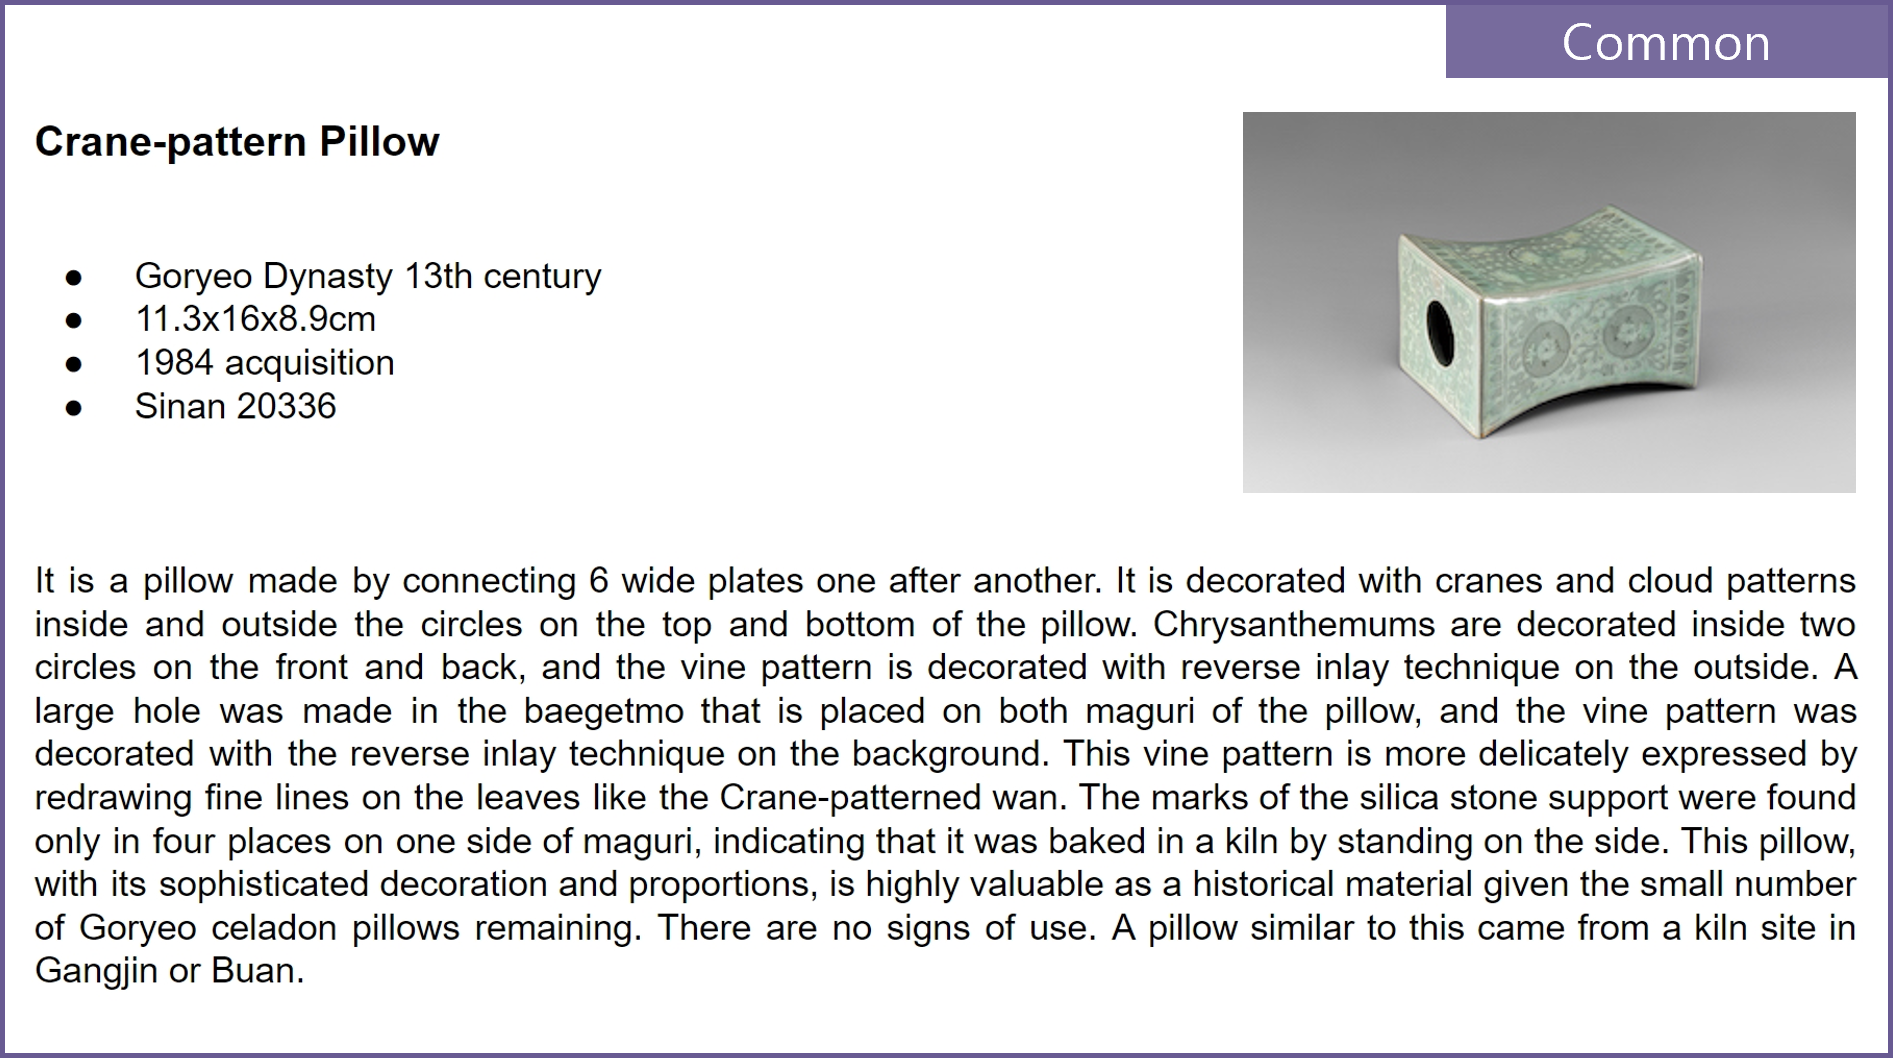 Common
Crane-pattern Pillow
● Goryeo Dynasty 13th century
● 11.3x16x8.9cm
● 1984 acquisition
● Sinan 20336
It is a pillow made by connecting 6 wide plates one after another. It is decorated with cranes and cloud patterns
inside and outside the circles on the top and bottom of the pillow. Chrysanthemums are decorated inside two
circles on the front and back, and the vine pattern is decorated with reverse inlay technique on the outside. A
large hole was made in the baegetmo that is placed on both maguri of the pillow, and the vine pattern was
decorated with the reverse inlay technique on the background. This vine pattern is more delicately expressed by
redrawing fine lines on the leaves like the Crane-patterned wan. The marks of the silica stone support were found
only in four places on one side of maguri, indicating that it was baked in a kiln by standing on the side. This pillow,
with its sophisticated decoration and proportions, is highly valuable as a historical material given the small number
of Goryeo celadon pillows remaining. There are no signs of use. A pillow similar to this came from a kiln site in
Gangjin or Buan.